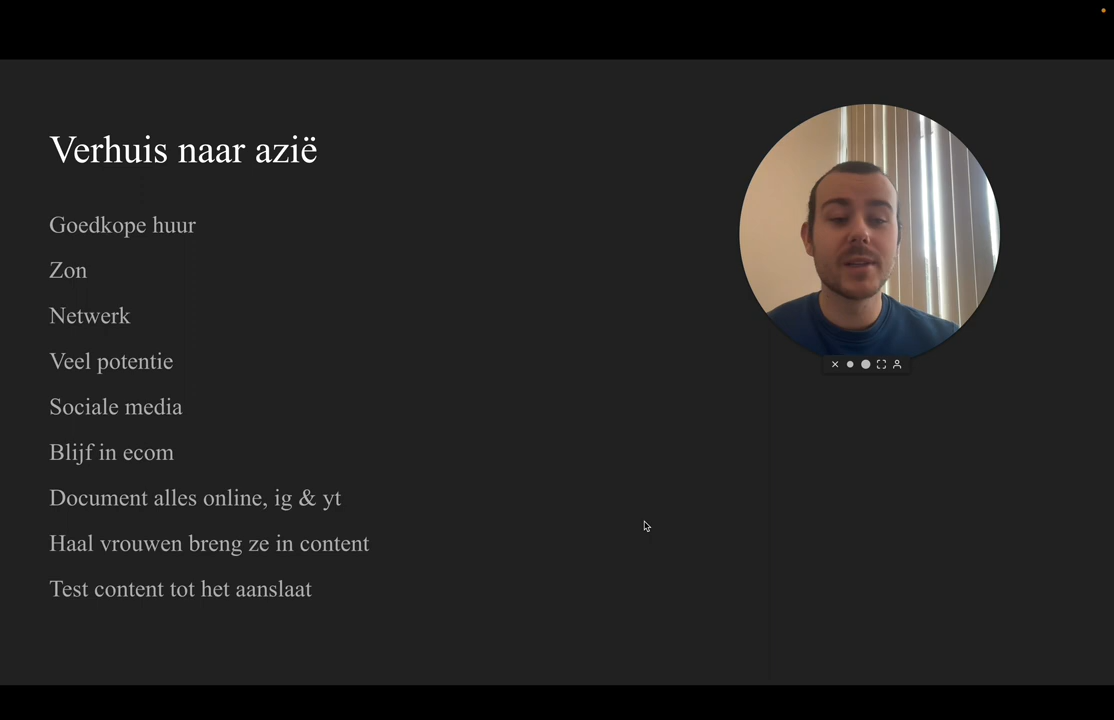 Verhuis naar azië
Goedkope huur
Zon
Netwerk
Veel potentie
Sociale media
Blijf in ecom
Document alles online, ig & yt
Haal vrouwen breng ze in content
Test content tot het aanslaat